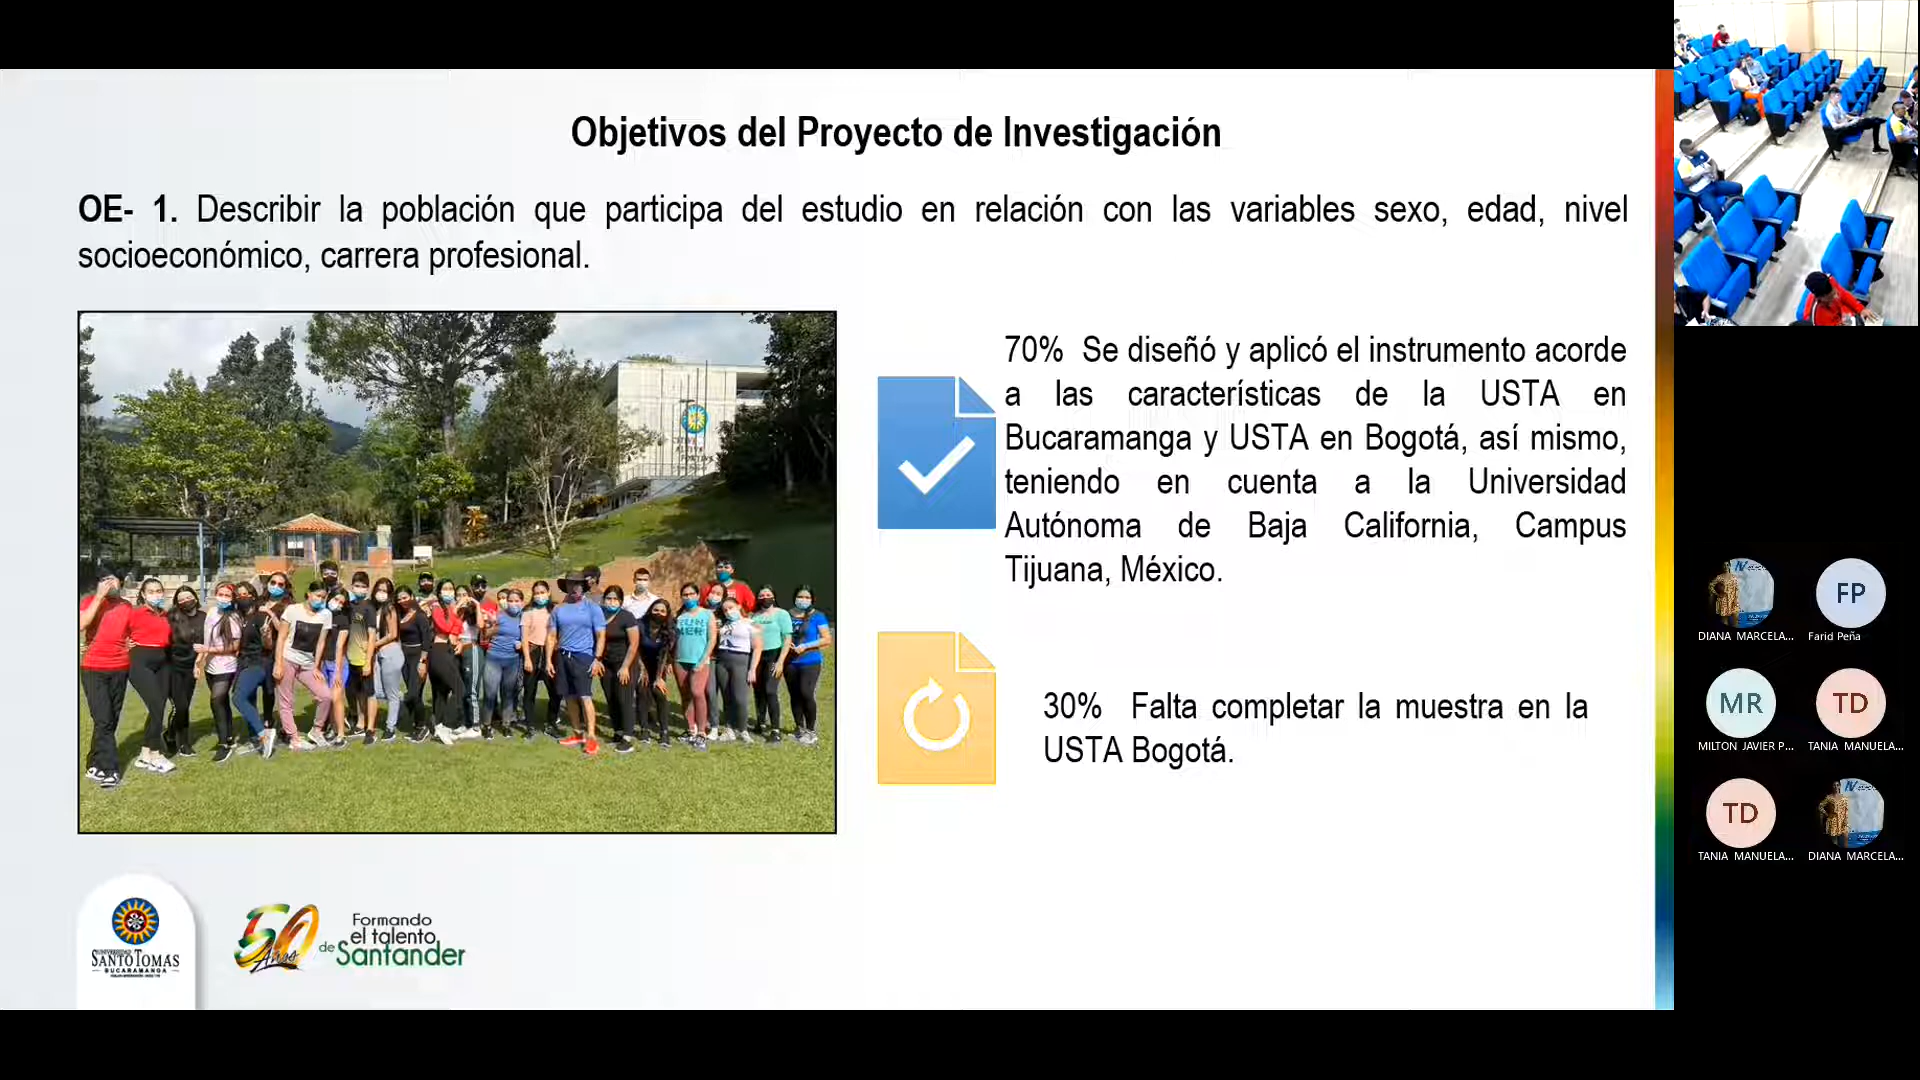 Objetivos del Proyecto de Investigación
OE- 1. Describir la población que participa del estudio en relación con las variables sexo, edad, nivel
socioeconómico, carrera profesional.
70% Se diseñó y aplicó el instrumento acorde
a las características de la USTA en
Bucaramanga y USTA en Bogotá, así mismo,
teniendo en cuenta a la Universidad
Autónoma de Baja California, Campus
Tijuana, México.
30% Falta completar la muestra en la
USTA Bogotá.
UNIVERSIDAD
SANTO TOMAS
BUCARAMANGA
50 Años
Formando
el talento
de Santander
DIANA MARCELA...
FP
Farid Peña
MR
MILTON JAVIER P...
TD
TANIA MANUELA...
TD
TANIA MANUELA...
DIANA MARCELA...